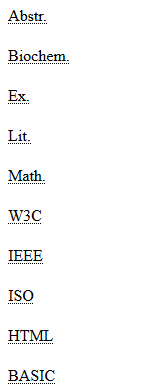 Abstr.
Biochem.
Ex.
Lit.
Math.
W3C
IEEE
ISO
HTML
BASIC